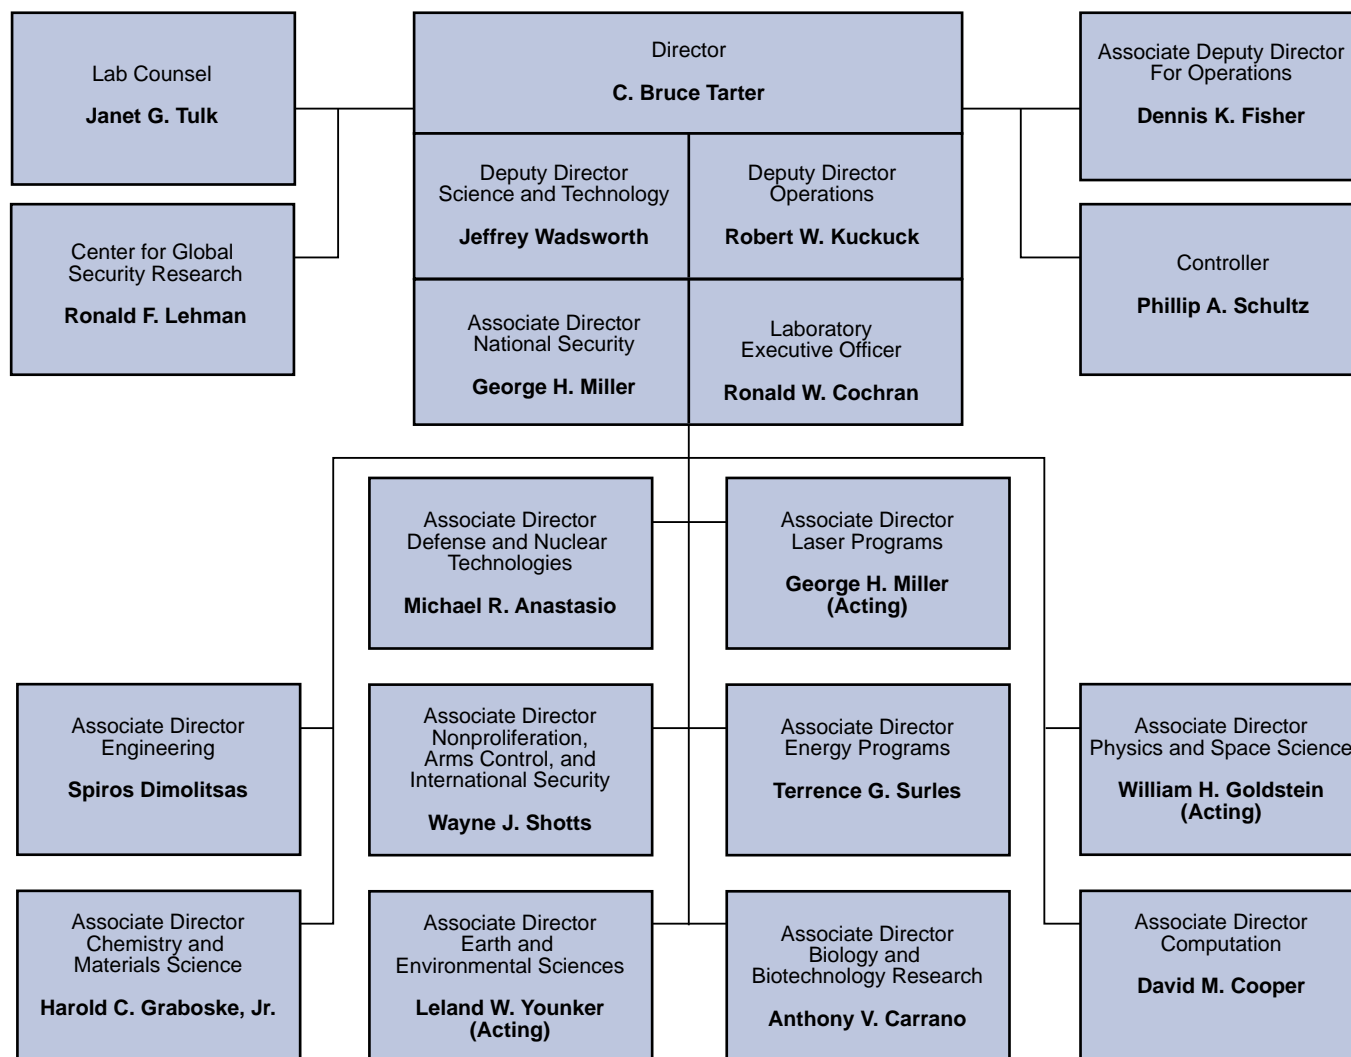 Lab Counsel
Janet G. Tulk
Director
C. Bruce Tarter
Associate Deputy Director
For Operations
Dennis K. Fisher
Deputy Director
Science and Technology
Jeffrey Wadsworth
Deputy Director
Operations
Robert W. Kuckuck
Center for Global
Security Research
Ronald F. Lehman
Controller
Phillip A. Schultz
Associate Director
National Security
George H. Miller
Laboratory
Executive Officer
Ronald W. Cochran
Associate Director
Defense and Nuclear
Technologies
Michael R. Anastasio
Associate Director
Laser Programs
George H. Miller
(Acting)
Associate Director
Engineering
Spiros Dimolitsas
Associate Director
Nonproliferation,
Arms Control, and
International Security
Wayne J. Shotts
Associate Director
Energy Programs
Terrence G. Surles
Associate Director
Physics and Space Science
William H. Goldstein
(Acting)
Associate Director
Chemistry and
Materials Science
Harold C. Graboske, Jr.
Associate Director
Earth and
Environmental Sciences
Leland W. Younker
(Acting)
Associate Director
Biology and
Biotechnology Research
Anthony V. Carrano
Associate Director
Computation
David M. Cooper